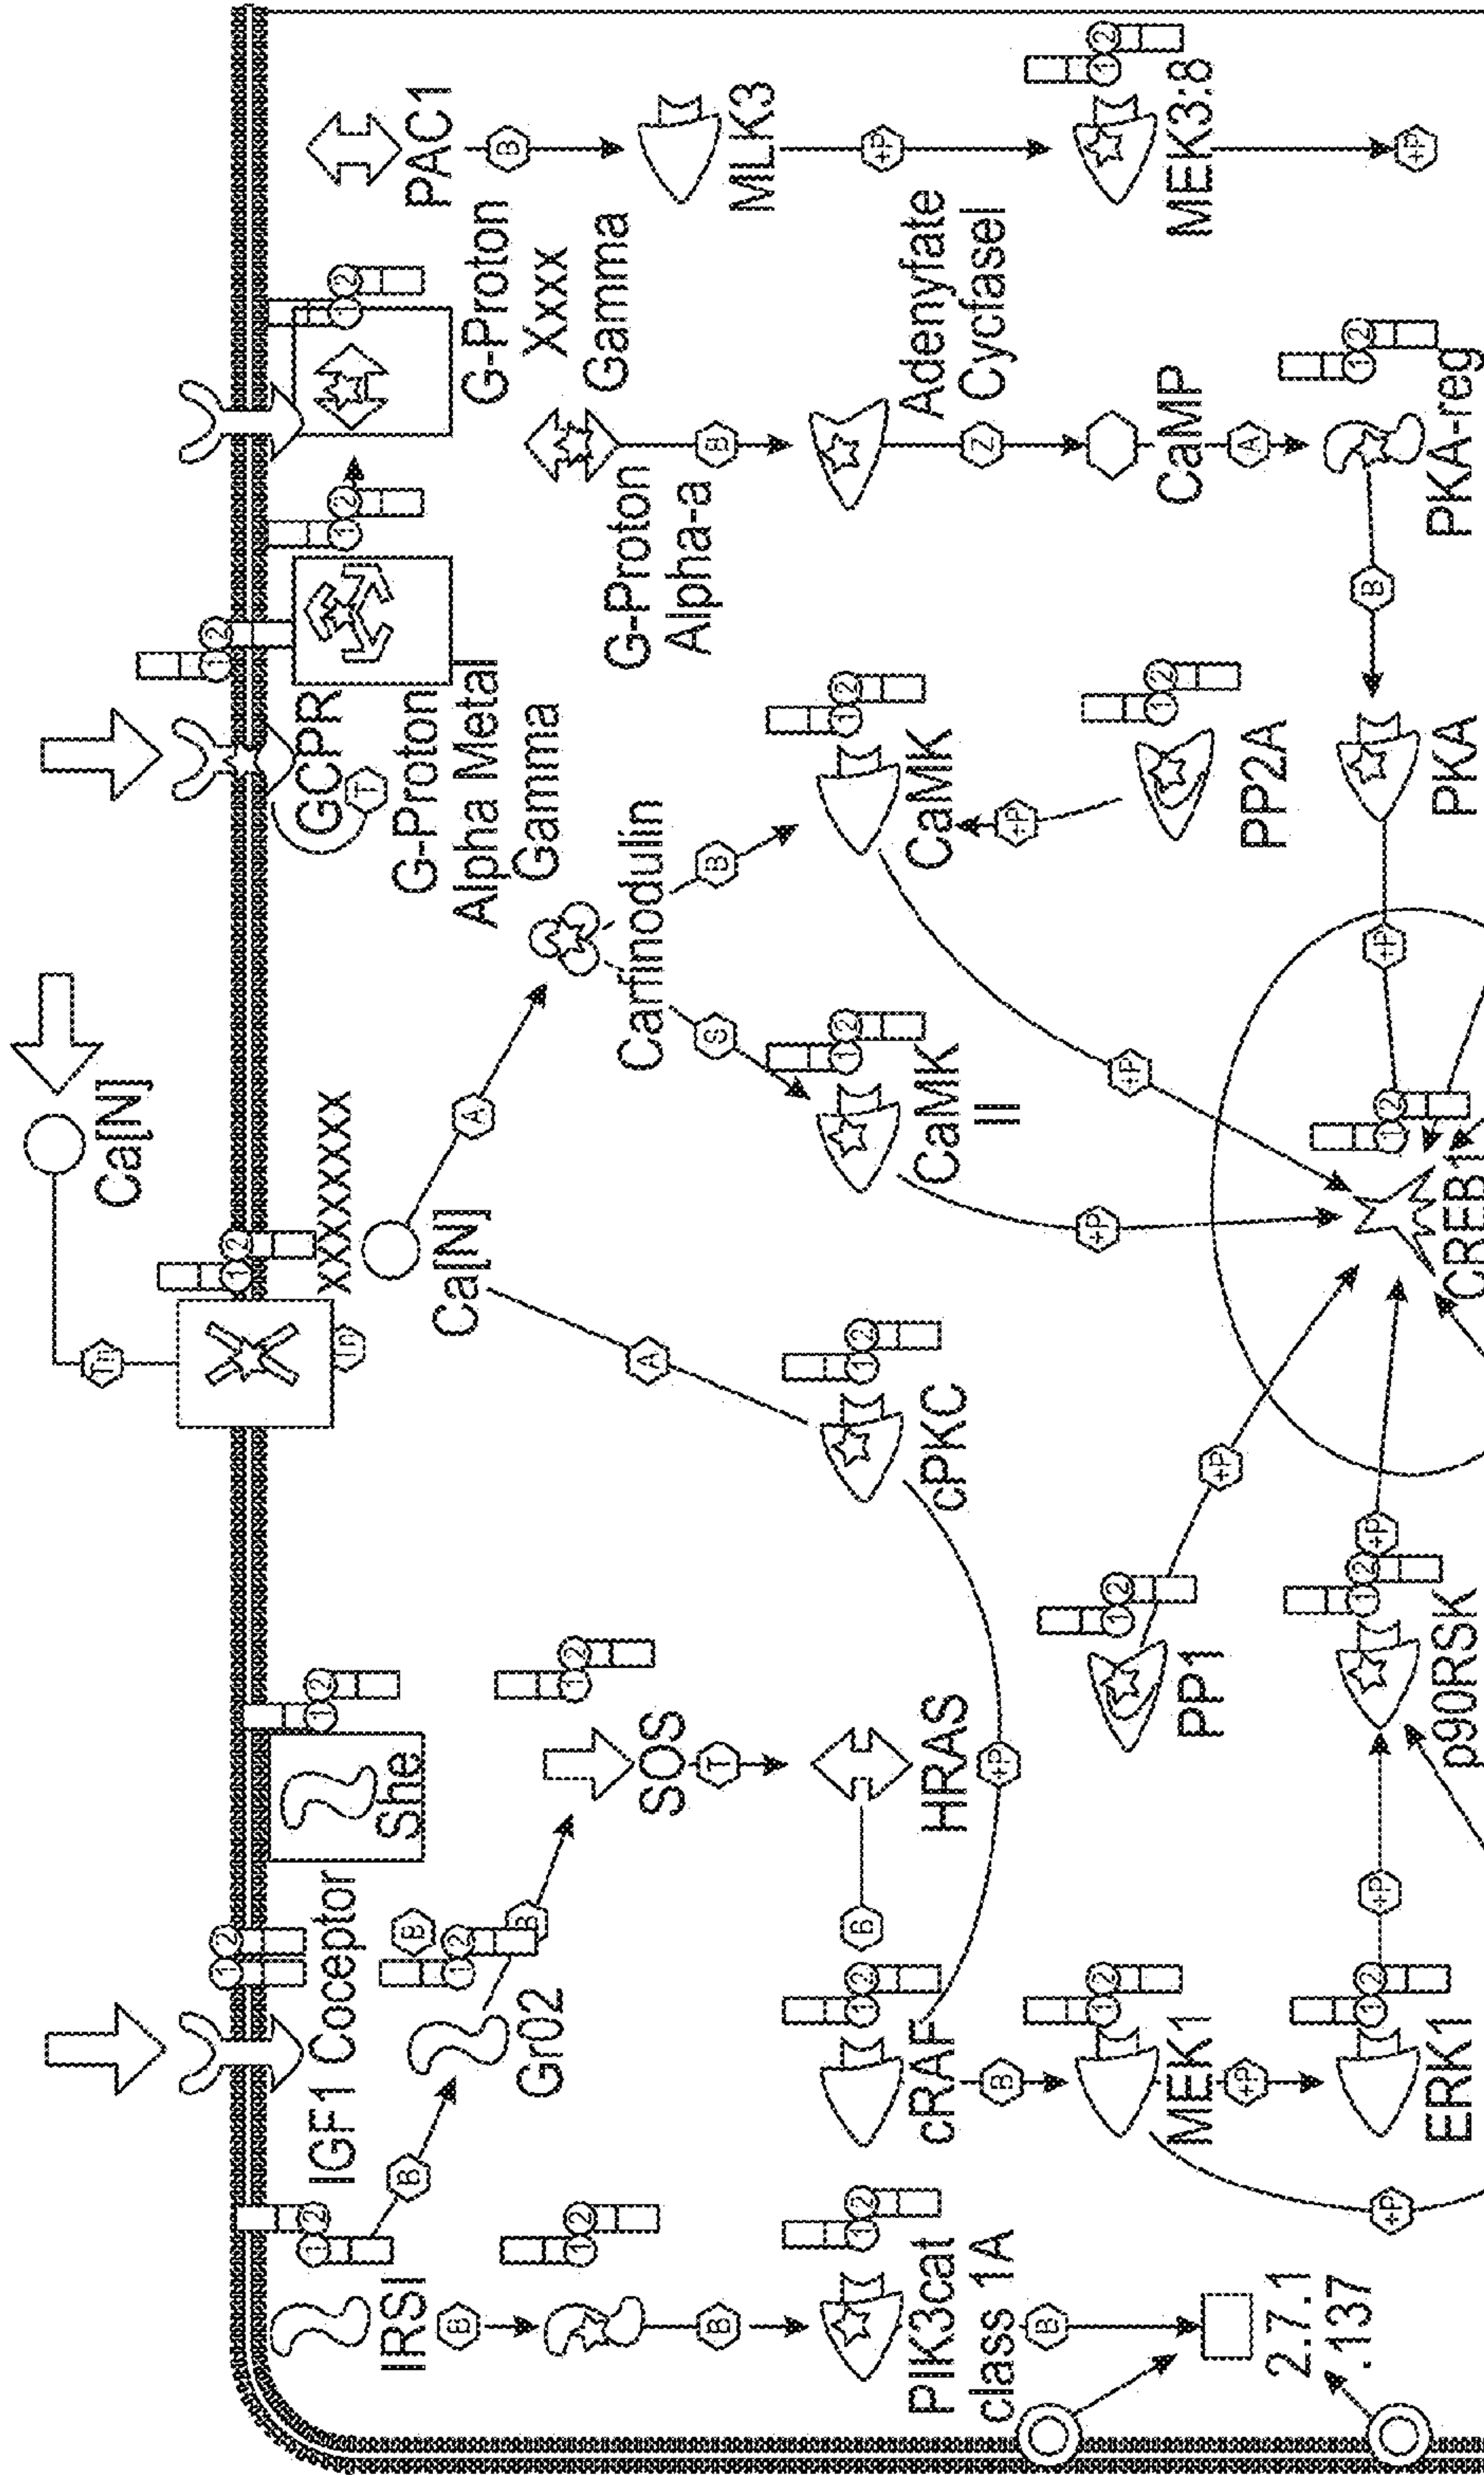 Ca[N]
Tn
GCPR
T
XXXXXXXX
IGF1 Coceptor
IRSI
She
PAC1
G-Proton
Alpha Metal
Gamma
Ca[N]
G-Proton
Xxxx
Gamma
Gr02
SOS
Carfinodulin
G-Proton
Alpha-a
MLK3
PIK3cat
class 1A
cRAF
HRAS
cPKC
CaMK
II
CaMK
Adenyfate
Cycfasel
MEK1
PP1
PP2A
CaMP
MEK3:8
2.7.1
.137
ERK1
p90RSK
CREB1
PKA
PKA-reg